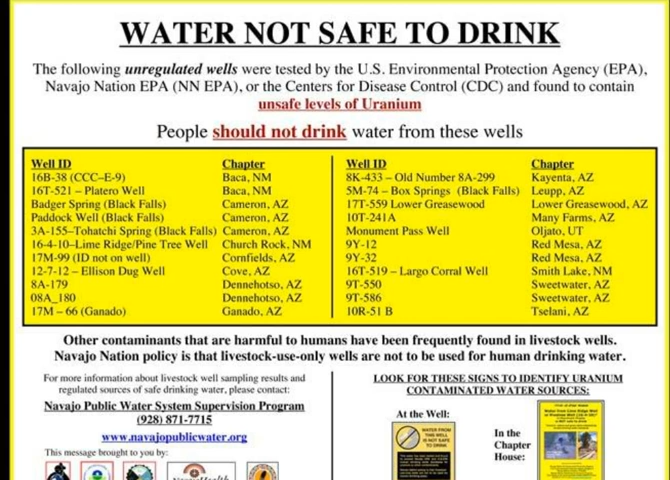 WATER NOT SAFE TO DRINK
The following unregulated wells were tested by the U.S. Environmental Protection Agency (EPA),
Navajo Nation EPA (NN EPA), or the Centers for Disease Control (CDC) and found to contain
unsafe levels of Uranium
People should not drink water from these wells
Well ID Chapter
16B-38 (CCC–E-9) Baca, NM
16T-521 – Platero Well Baca, NM
Badger Spring (Black Falls) Cameron, AZ
Paddock Well (Black Falls) Cameron, AZ
3A-155–Tohatchi Spring (Black Falls) Cameron, AZ
16-4-10–Lime Ridge/Pine Tree Well Church Rock, NM
17M-99 (ID not on well) Cornfields, AZ
12-7-12 – Ellison Dug Well Cove, AZ
8A-179 Dennehotso, AZ
08A_180 Dennehotso, AZ
17M – 66 (Ganado) Ganado, AZ
Well ID Chapter
8K-433 – Old Number 8A-299 Kayenta, AZ
5M-74 – Box Springs (Black Falls) Leupp, AZ
17T-559 Lower Greasewood Lower Greasewood, AZ
10T-241A Many Farms, AZ
Monument Pass Well Oljato, UT
9Y-12 Red Mesa, AZ
9Y-32 Red Mesa, AZ
16T-519 – Largo Corral Well Smith Lake, NM
9T-550 Sweetwater, AZ
9T-586 Sweetwater, AZ
10R-51 B Tselani, AZ
Other contaminants that are harmful to humans have been frequently found in livestock wells.
Navajo Nation policy is that livestock-use-only wells are not to be used for human drinking water.
For more information about livestock well sampling results and
regulated sources of safe drinking water, please contact:
Navajo Public Water System Supervision Program
(928) 871-7715
www.navajopublicwater.org
This message brought to you by:
LOOK FOR THESE SIGNS TO IDENTIFY URANIUM
CONTAMINATED WATER SOURCES:
At the Well:
WATER FROM
THIS WELL
IS NOT SAFE
TO DRINK
In the
Chapter
House: